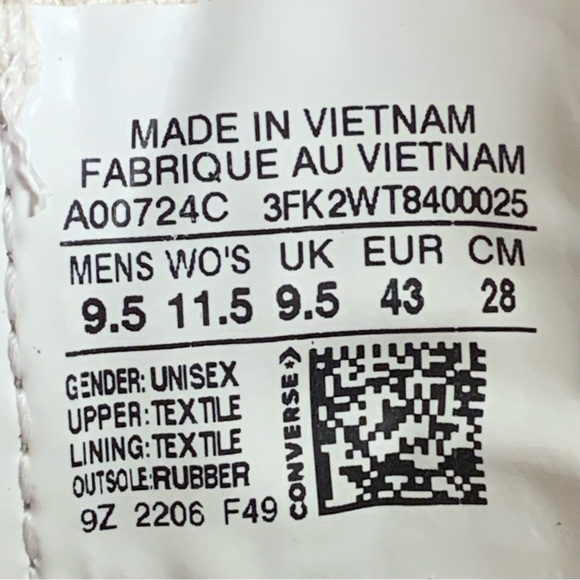 MADE IN VIETNAM
FABRIQUE AU VIETNAM
A00724C 3FK2WT8400025
MENS WO'S UK EUR CM
9.5 11.5 9.5 43 28
GENDER: UNISEX
UPPER: TEXTILE
LINING: TEXTILE
OUTSOLE: RUBBER
9Z 2206 F49
CONVERSE